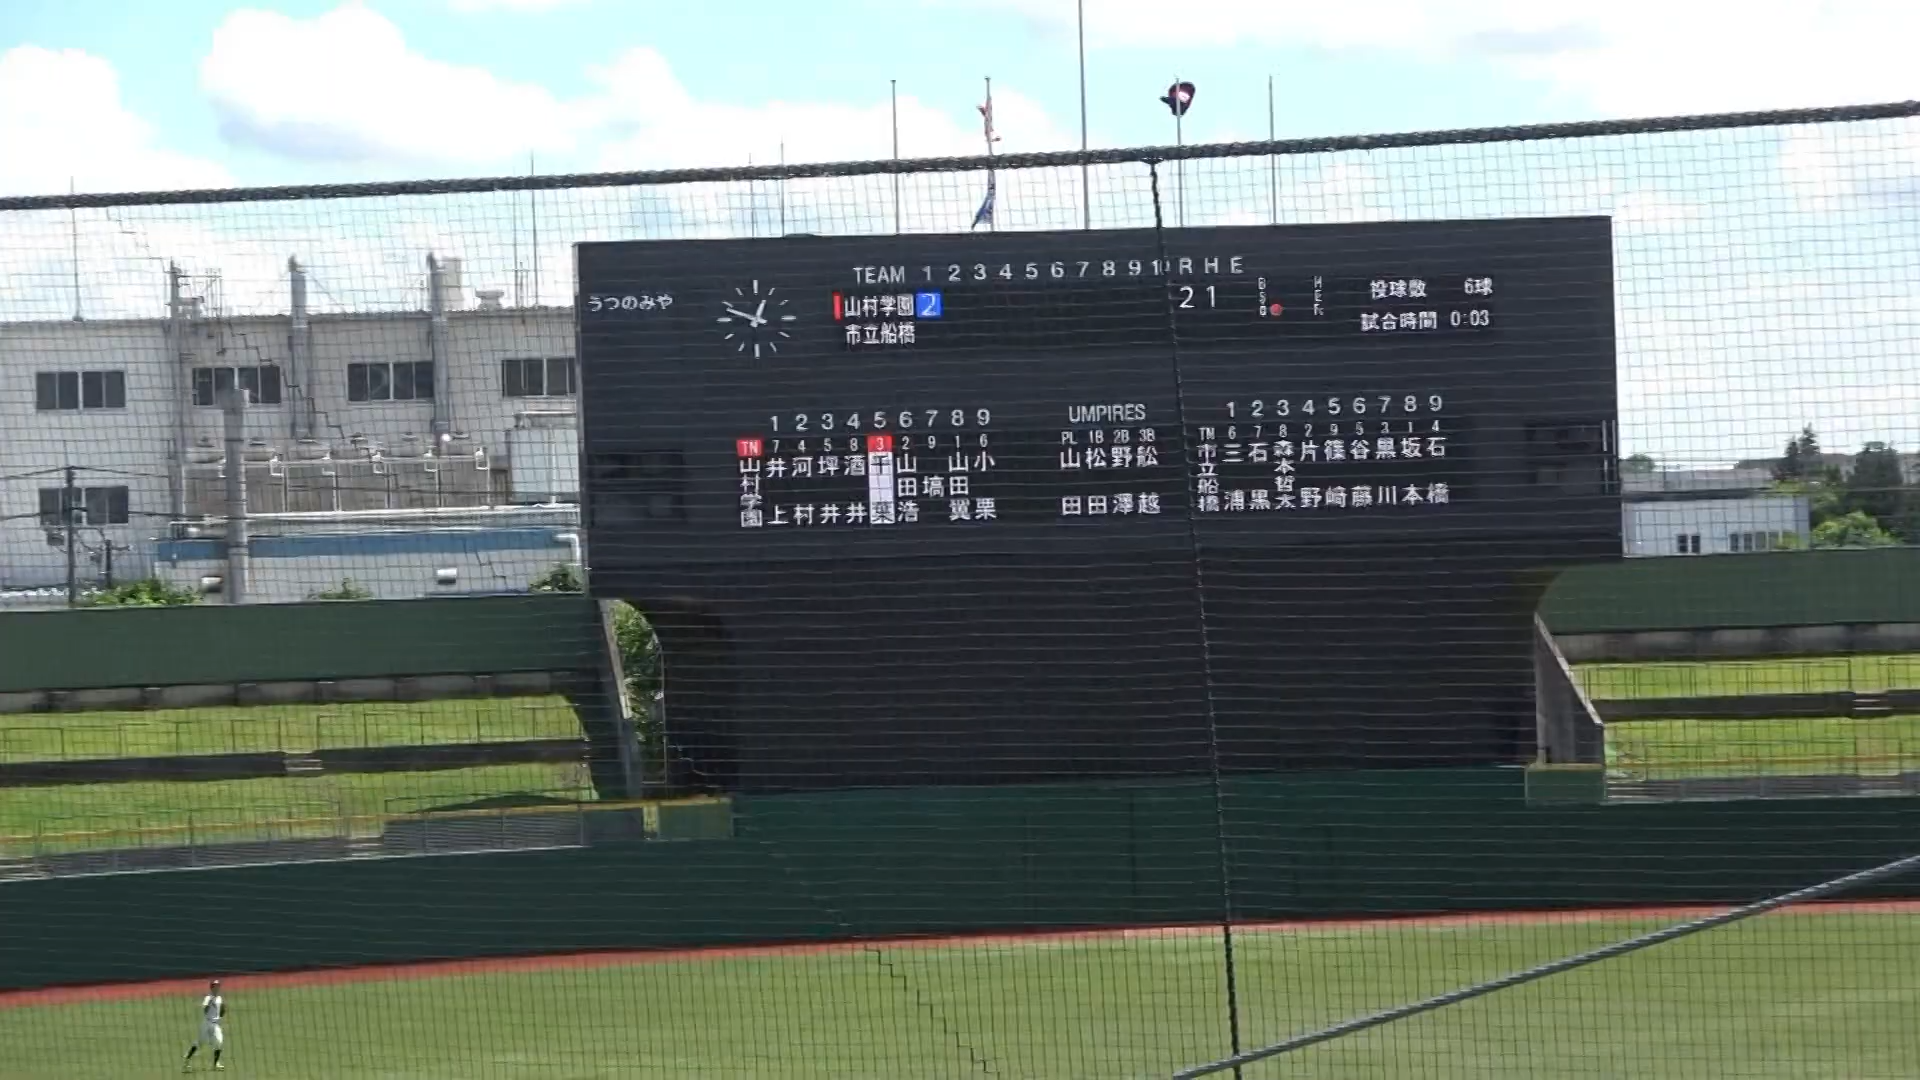 TEAM 1 2 3 4 5 6 7 8 9 10 R H E
うつのみや
山村学園 2 2 1
市立船橋
B
S
O
H
E
Fc
投球数 6球
試合時間 0:03
1 2 3 4 5 6 7 8 9
TN 7 4 5 8 3 2 9 1 6
山村学園
井上
河村
坪井
酒井
千葉
山田浩
塙
山田翼
小栗
UMPIRES
PL 1B 2B 3B
山田
松田
野澤
舩越
1 2 3 4 5 6 7 8 9
TN 6 7 8 2 9 5 3 1 4
市立船橋
三浦
石黒
森本哲太
片野
篠崎
谷藤
黒川
坂本
石橋